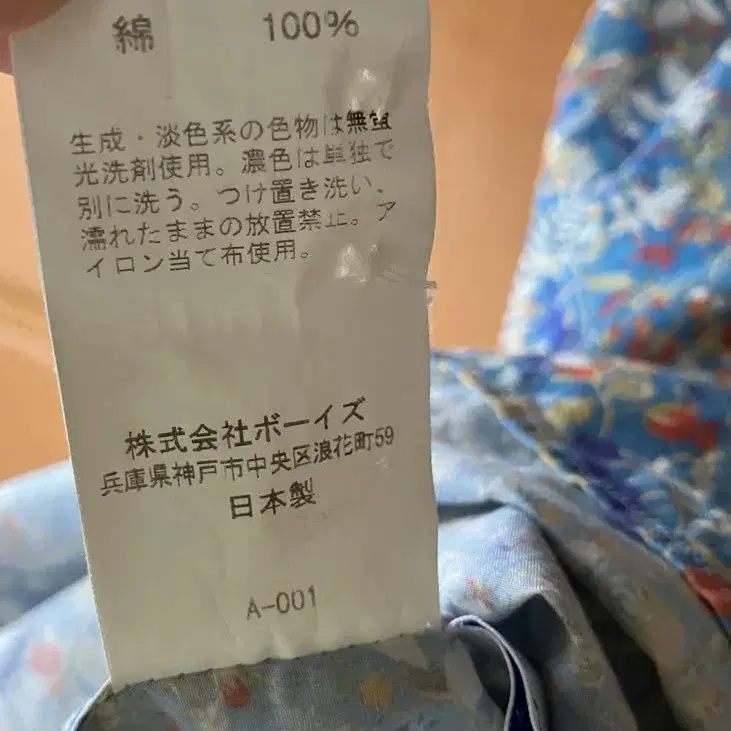 綿 100%
生成・淡色系の色物は無蛍
光洗剤使用。濃色は単独で
別に洗う。つけ置き洗い、
濡れたままの放置禁止。ア
イロン当て布使用。
株式会社ボーイズ
兵庫県神戸市中央区浪花町59
日本製
A-001